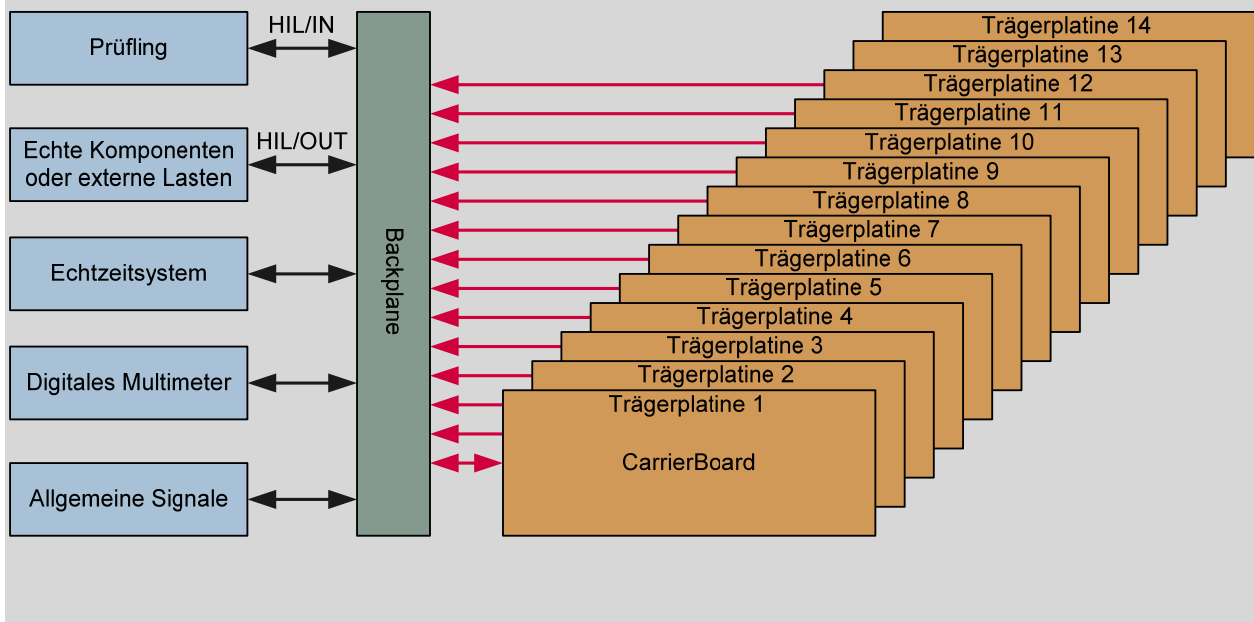 Prüfling
HIL/IN
Echte Komponenten
oder externe Lasten
HIL/OUT
Echtzeitsystem
Digitales Multimeter
Allgemeine Signale
Backplane
Trägerplatine 14
Trägerplatine 13
Trägerplatine 12
Trägerplatine 11
Trägerplatine 10
Trägerplatine 9
Trägerplatine 8
Trägerplatine 7
Trägerplatine 6
Trägerplatine 5
Trägerplatine 4
Trägerplatine 3
Trägerplatine 2
Trägerplatine 1
CarrierBoard